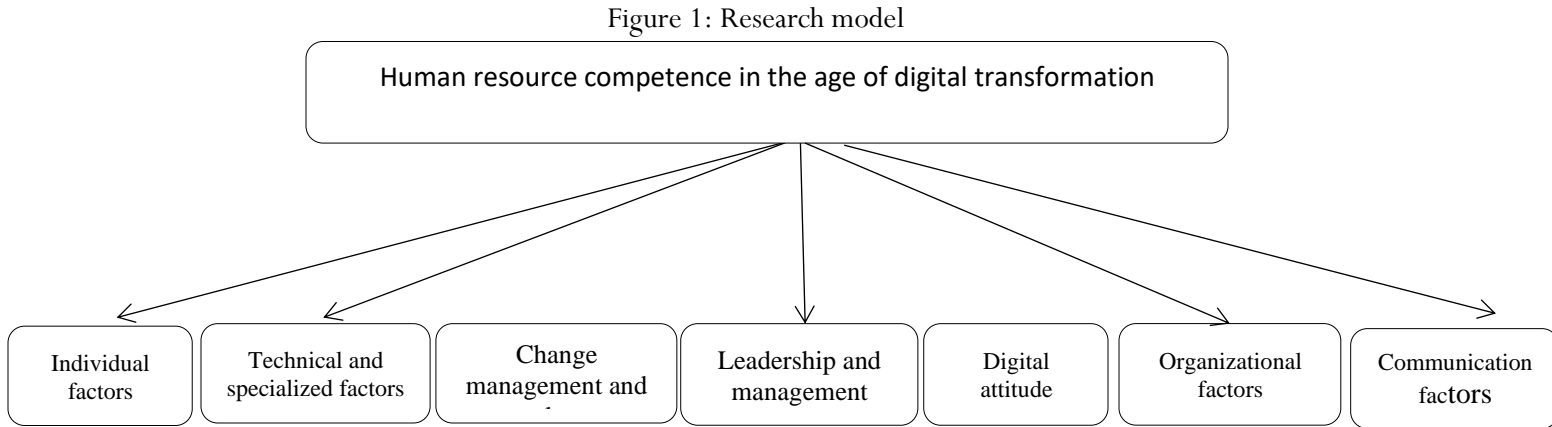 Figure 1: Research model
Human resource competence in the age of digital transformation
Individual
factors
Technical and
specialized factors
Change
management and
Leadership and
management
Digital
attitude
Organizational
factors
Communication
factors